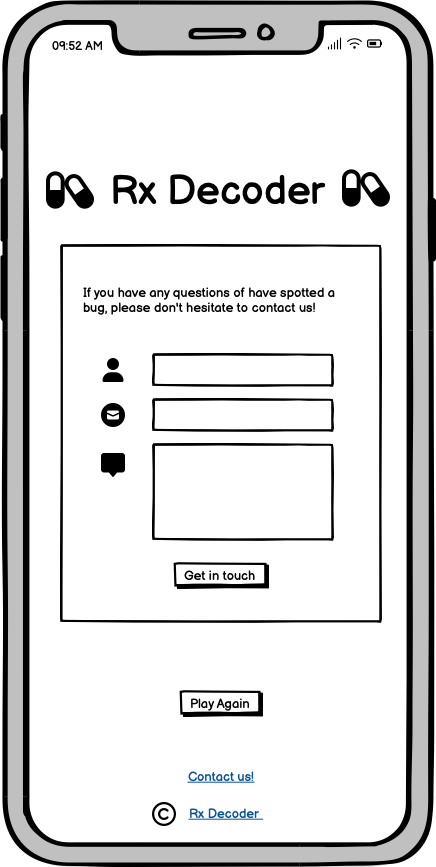 09:52 AM
Rx Decoder
If you have any questions of have spotted a
bug, please don't hesitate to contact us!
Get in touch
Play Again
Contact us!
© Rx Decoder